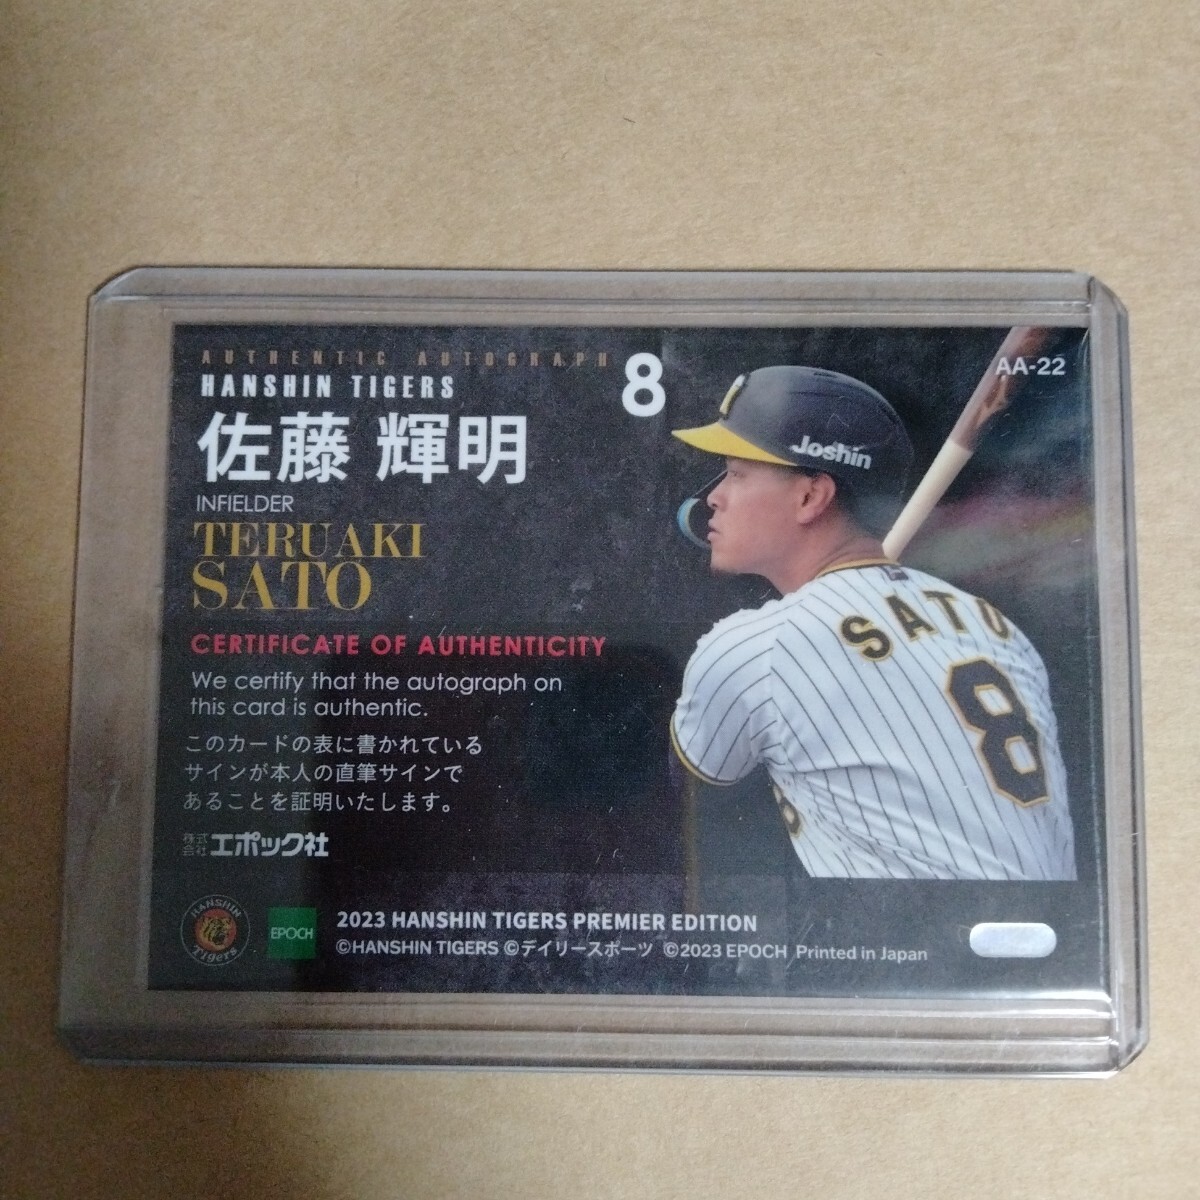 AUTHENTIC AUTOGRAPH
HANSHIN TIGERS
8
AA-22
佐藤 輝明
INFIELDER
TERUAKI
SATO
CERTIFICATE OF AUTHENTICITY
We certify that the autograph on
this card is authentic.
このカードの表に書かれている
サインが本人の直筆サインで
あることを証明いたします。
株式会社 エポック社
Joshin
SATO
8
HANSHIN
Tigers
EPOCH
2023 HANSHIN TIGERS PREMIER EDITION
©HANSHIN TIGERS ©デイリースポーツ ©2023 EPOCH Printed in Japan